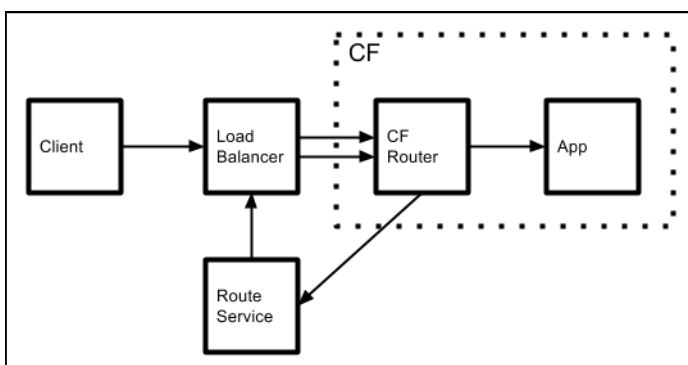 CF
Client
Load
Balancer
CF
Router
App
Route
Service